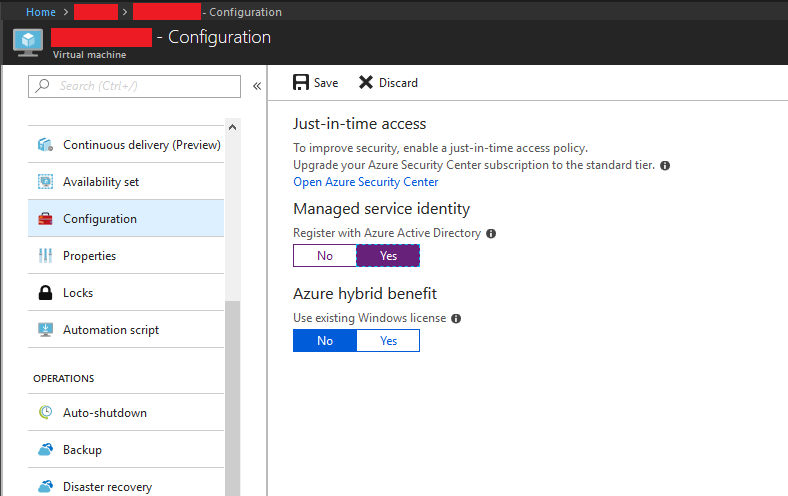 Home > > - Configuration
- Configuration
Virtual machine
Search (Ctrl+/)
«
Continuous delivery (Preview)
Availability set
Configuration
Properties
Locks
Automation script
OPERATIONS
Auto-shutdown
Backup
Disaster recovery
Save Discard
Just-in-time access
To improve security, enable a just-in-time access policy.
Upgrade your Azure Security Center subscription to the standard tier.
Open Azure Security Center
Managed service identity
Register with Azure Active Directory
No Yes
Azure hybrid benefit
Use existing Windows license
No Yes